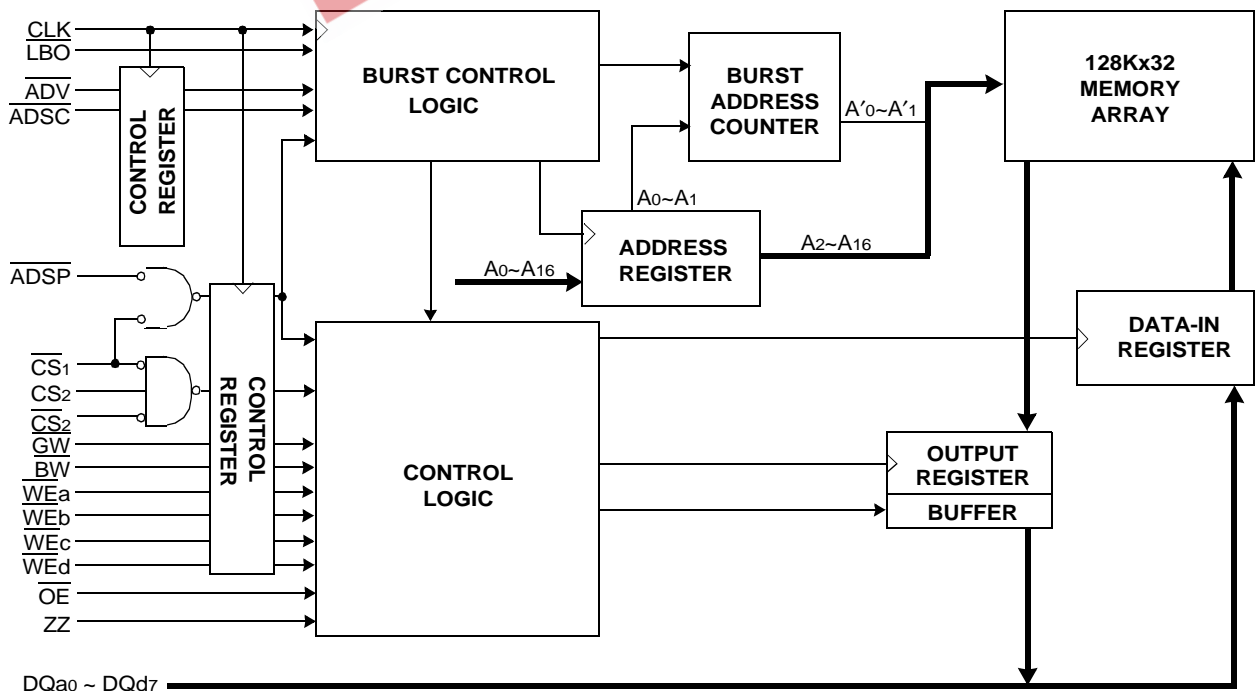 CLK
LBO
ADV
ADSC
CONTROL
REGISTER
BURST CONTROL
LOGIC
BURST
ADDRESS
COUNTER
A′0~A′1
128Kx32
MEMORY
ARRAY
A0~A1
ADDRESS
REGISTER
A2~A16
A0~A16
ADSP
CS1
CS2
CS2
GW
BW
WEa
WEb
WEc
WEd
OE
ZZ
CONTROL
REGISTER
CONTROL
LOGIC
DATA-IN
REGISTER
OUTPUT
REGISTER
BUFFER
DQa0 ~ DQd7